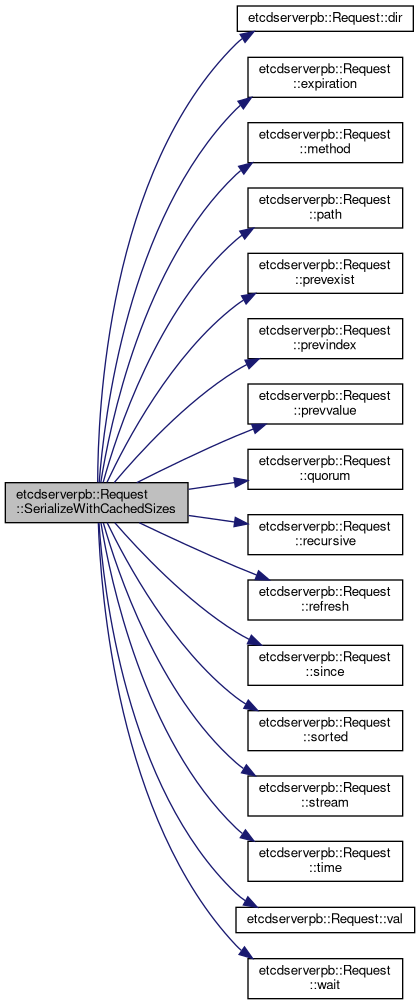 etcdserverpb::Request::dir
etcdserverpb::Request
::expiration
etcdserverpb::Request
::method
etcdserverpb::Request
::path
etcdserverpb::Request
::prevexist
etcdserverpb::Request
::previndex
etcdserverpb::Request
::prevvalue
etcdserverpb::Request
::SerializeWithCachedSizes
etcdserverpb::Request
::quorum
etcdserverpb::Request
::recursive
etcdserverpb::Request
::refresh
etcdserverpb::Request
::since
etcdserverpb::Request
::sorted
etcdserverpb::Request
::stream
etcdserverpb::Request
::time
etcdserverpb::Request::val
etcdserverpb::Request
::wait